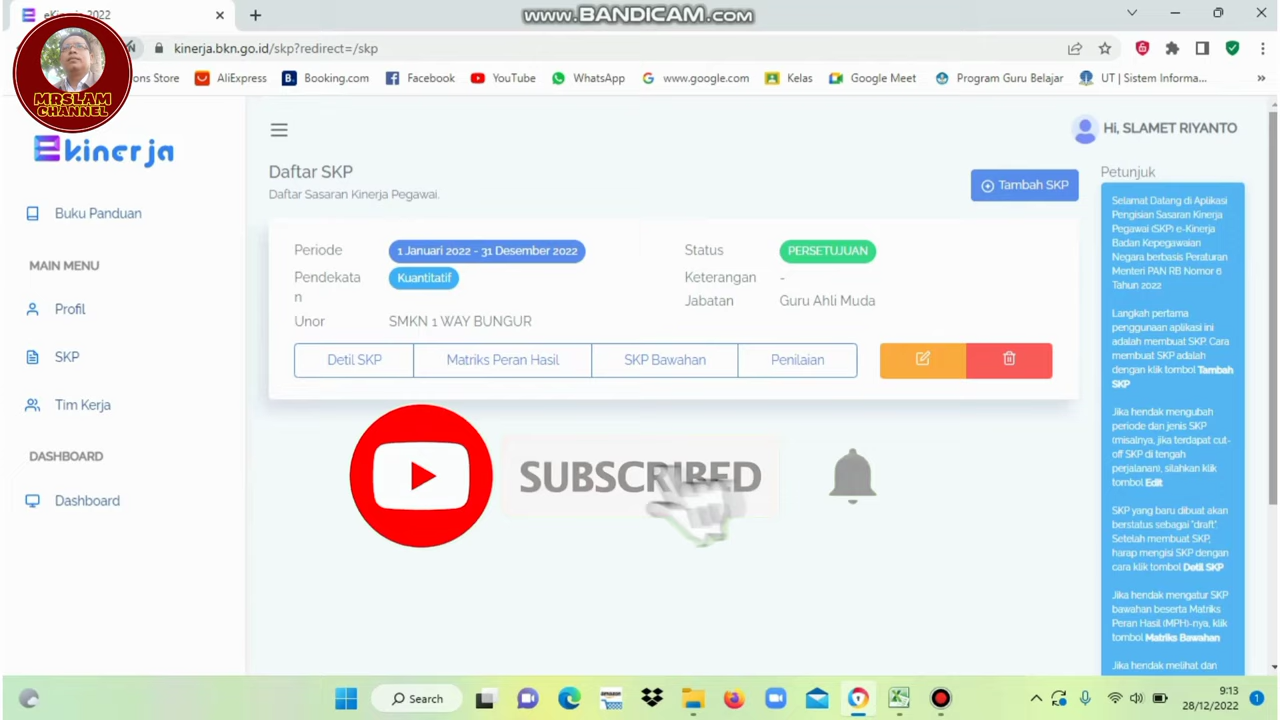 eKinerja 2022
www.BANDICAM.com
kinerja.bkn.go.id/skp?redirect=/skp
ons Store
AliExpress
Booking.com
Facebook
YouTube
WhatsApp
www.google.com
Kelas
Google Meet
Program Guru Belajar
UT | Sistem Informa...
MRSLAM
CHANNEL
Ekinerja
Buku Panduan
MAIN MENU
Profil
SKP
Tim Kerja
DASHBOARD
Dashboard
Hi, SLAMET RIYANTO
Daftar SKP
Daftar Sasaran Kinerja Pegawai.
Tambah SKP
Periode 1 Januari 2022 - 31 Desember 2022
Pendekata
n
Kuantitatif
Unor SMKN 1 WAY BUNGUR
Status PERSETUJUAN
Keterangan -
Jabatan Guru Ahli Muda
Detil SKP Matriks Peran Hasil SKP Bawahan Penilaian
SUBSCRIBED
Petunjuk
Selamat Datang di Aplikasi
Pengisian Sasaran Kinerja
Pegawai (SKP) e-Kinerja
Badan Kepegawaian
Negara berbasis Peraturan
Menteri PAN RB Nomor 6
Tahun 2022
Langkah pertama
penggunaan aplikasi ini
adalah membuat SKP. Cara
membuat SKP adalah
dengan klik tombol Tambah
SKP
Jika hendak mengubah
periode dan jenis SKP
(misalnya, jika terdapat cut-
off SKP di tengah
perjalanan), silahkan klik
tombol Edit
SKP yang baru dibuat akan
berstatus sebagai "draft".
Setelah membuat SKP,
harap mengisi SKP dengan
cara klik tombol Detil SKP
Jika hendak mengatur SKP
bawahan beserta Matriks
Peran Hasil (MPH)-nya, klik
tombol Matriks Bawahan
Jika hendak melihat dan
Search
9:13
28/12/2022
1